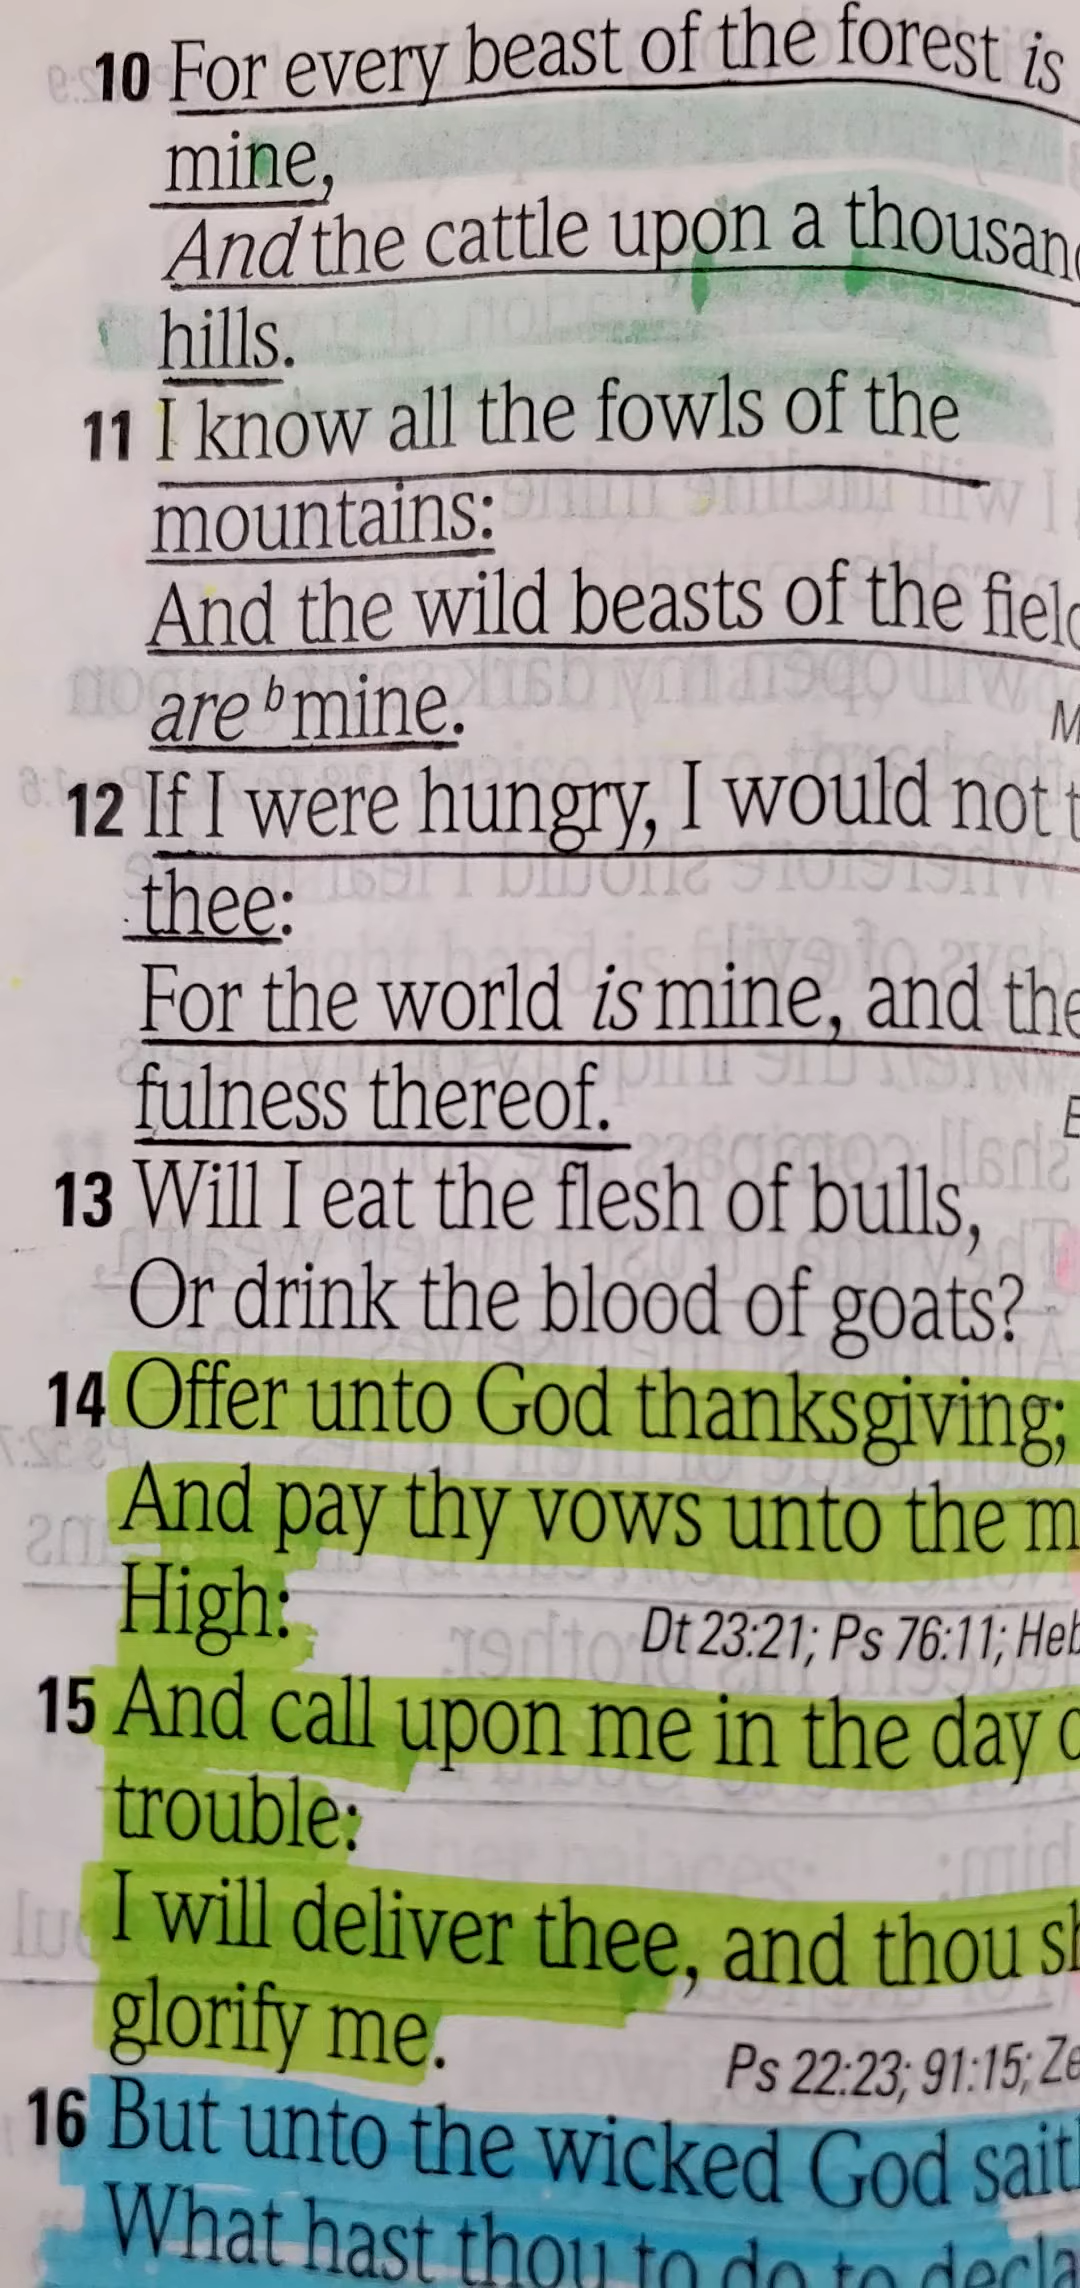 10 For every beast of the forest is
mine,
And the cattle upon a thousan
hills.
11 I know all the fowls of the
mountains:
And the wild beasts of the field
are b mine.
12 If I were hungry, I would not t
thee:
For the world is mine, and the
fulness thereof.
13 Will I eat the flesh of bulls,
Or drink the blood of goats?
14 Offer unto God thanksgiving;
And pay thy vows unto the m
High:
Dt 23:21; Ps 76:11; Heb
15 And call upon me in the day o
trouble:
I will deliver thee, and thou sh
glorify me.
Ps 22:23; 91:15; Ze
16 But unto the wicked God sait
What hast thou to do to decla